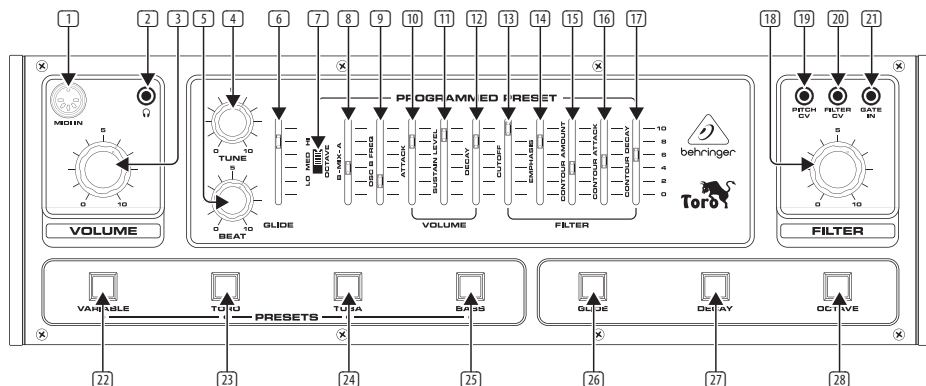 1 2 3 5 4 6 7 8 9 10 11 12 13 14 15 16 17 18 19 20 21
PROGRAMMED PRESET
MIDI IN
5
0 10
VOLUME
TUNE
0 10
5
0 10
BEAT
GLIDE
LO MED HI
OCTAVE
B-MIX-A
OSC B FREQ
ATTACK
SUSTAIN LEVEL
DECAY
VOLUME
CUTOFF
EMPHASIS
CONTOUR AMOUNT
CONTOUR ATTACK
CONTOUR DECAY
FILTER
10
8
6
4
2
0
behringer
Toro
PITCH CV
FILTER CV
GATE IN
5
0 10
FILTER
VARIABLE TORO TUBA BASS
PRESETS
GLIDE DECAY OCTAVE
22 23 24 25 26 27 28